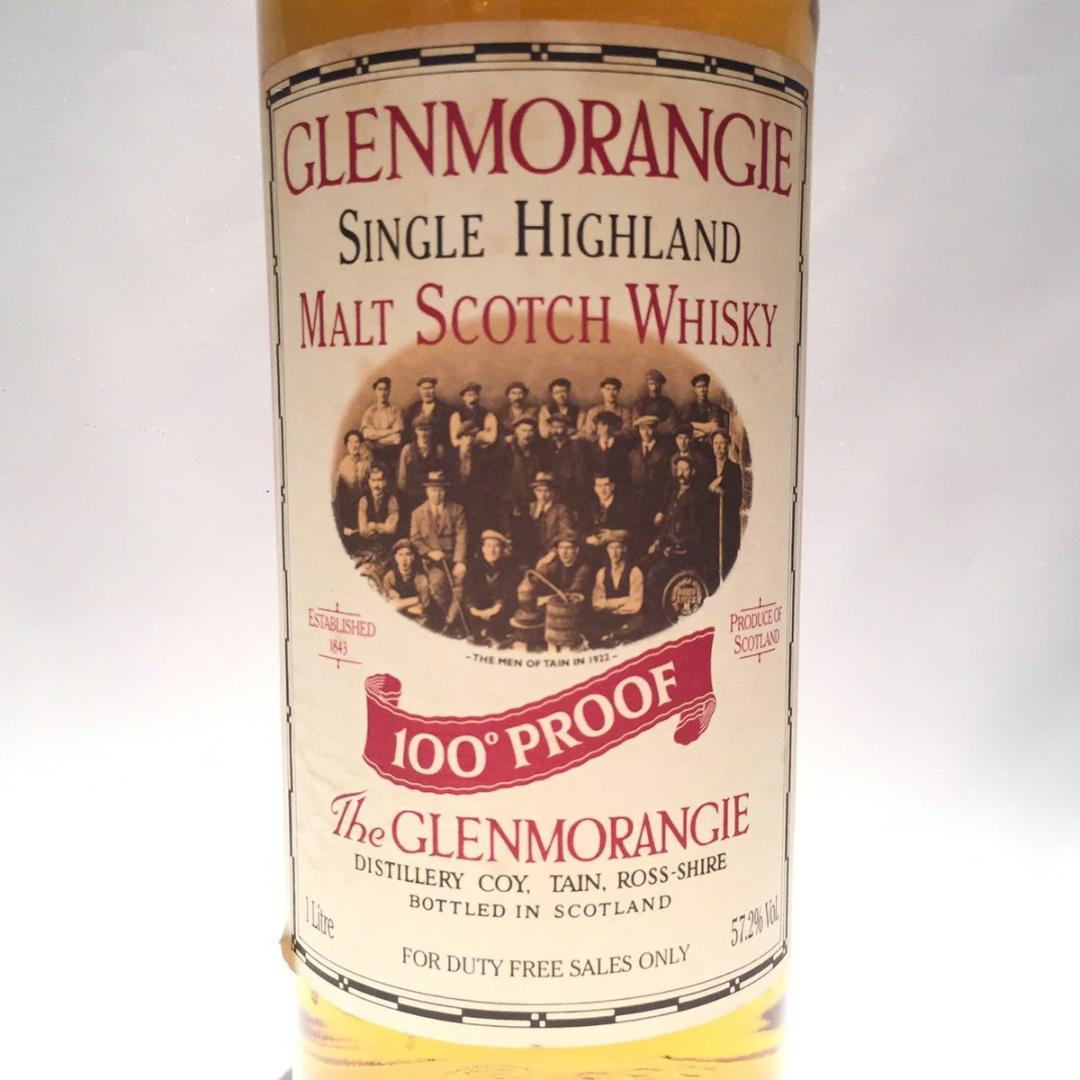 GLENMORANGIE
SINGLE HIGHLAND
MALT SCOTCH WHISKY
ESTABLISHED
1843
PRODUCE OF
SCOTLAND
-THE MEN OF TAIN IN 1922-
100° PROOF
The GLENMORANGIE
DISTILLERY COY, TAIN, ROSS-SHIRE
BOTTLED IN SCOTLAND
1 Litre
57.2% Vol.
FOR DUTY FREE SALES ONLY